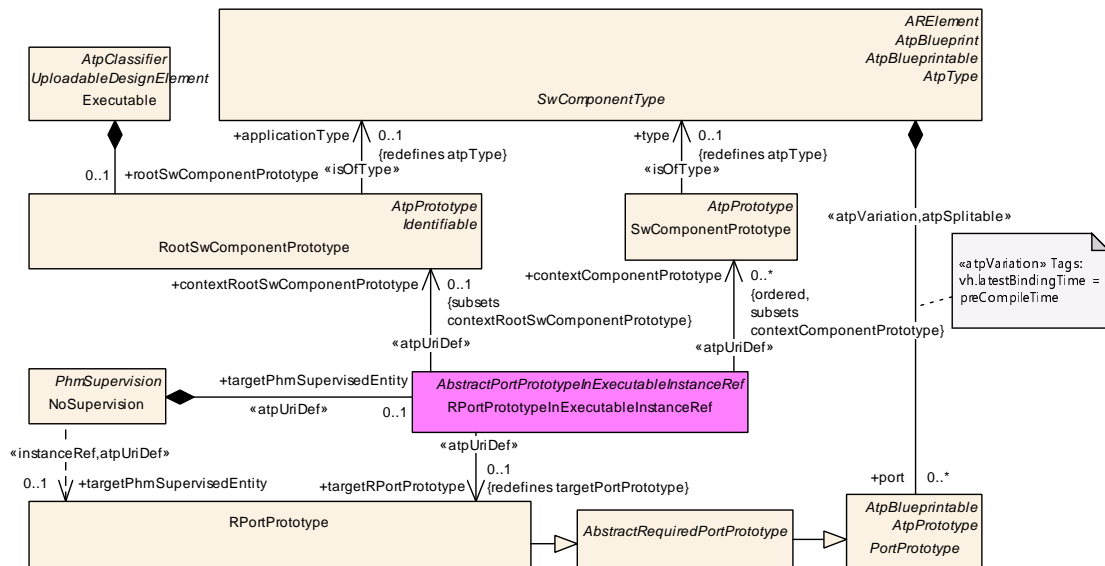 AtpClassifier
UploadableDesignElement
Executable
ARElement
AtpBlueprint
AtpBlueprintable
AtpType
SwComponentType
+applicationType
0..1
{redefines atpType}
«isOfType»
+type
0..1
{redefines atpType}
«isOfType»
0..1
+rootSwComponentPrototype
AtpPrototype
Identifiable
RootSwComponentPrototype
AtpPrototype
SwComponentPrototype
«atpVariation,atpSplitable»
«atpVariation» Tags:
vh.latestBindingTime =
preCompileTime
+contextRootSwComponentPrototype
0..1
{subsets
contextRootSwComponentPrototype}
«atpUriDef»
+contextComponentPrototype
0..*
{ordered,
subsets
contextComponentPrototype}
«atpUriDef»
PhmSupervision
NoSupervision
+targetPhmSupervisedEntity
«atpUriDef»
0..1
AbstractPortPrototypeInExecutableInstanceRef
RPortPrototypeInExecutableInstanceRef
«instanceRef,atpUriDef»
0..1
+targetPhmSupervisedEntity
«atpUriDef»
0..1
+targetRPortPrototype
{redefines targetPortPrototype}
+port
0..*
RPortPrototype
AbstractRequiredPortPrototype
AtpBlueprintable
AtpPrototype
PortPrototype